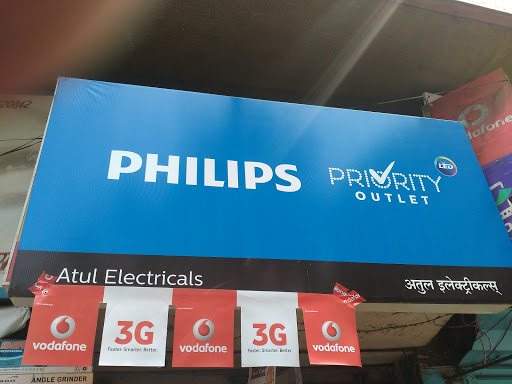 20842
vodafone
PHILIPS
PRIORITY
OUTLET
LED
Atul Electricals
अतुल इलेक्ट्रीकल्स्
vodafone
3G
Faster. Smarter. Better.
vodafone
3G
Faster. Smarter. Better.
vodafone
ANGLE GRINDER